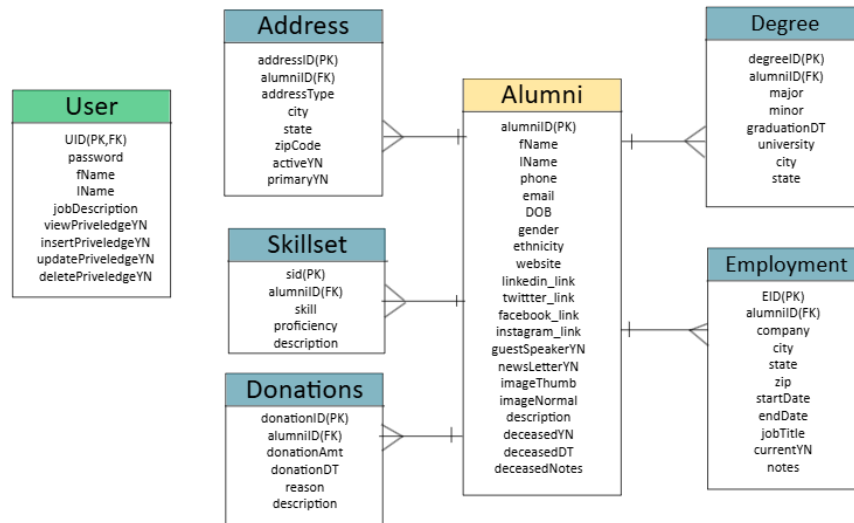 User
UID(PK,FK)
password
fName
lName
jobDescription
viewPriveledgeYN
insertPriveledgeYN
updatePriveledgeYN
deletePriveledgeYN
Address
addressID(PK)
alumniID(FK)
addressType
city
state
zipCode
activeYN
primaryYN
Skillset
sid(PK)
alumniID(FK)
skill
proficiency
description
Donations
donationID(PK)
alumniID(FK)
donationAmt
donationDT
reason
description
Alumni
alumniID(PK)
fName
lName
phone
email
DOB
gender
ethnicity
website
linkedin_link
twittter_link
facebook_link
instagram_link
guestSpeakerYN
newsLetterYN
imageThumb
imageNormal
description
deceasedYN
deceasedDT
deceasedNotes
Degree
degreeID(PK)
alumniID(FK)
major
minor
graduationDT
university
city
state
Employment
EID(PK)
alumniID(FK)
company
city
state
zip
startDate
endDate
jobTitle
currentYN
notes